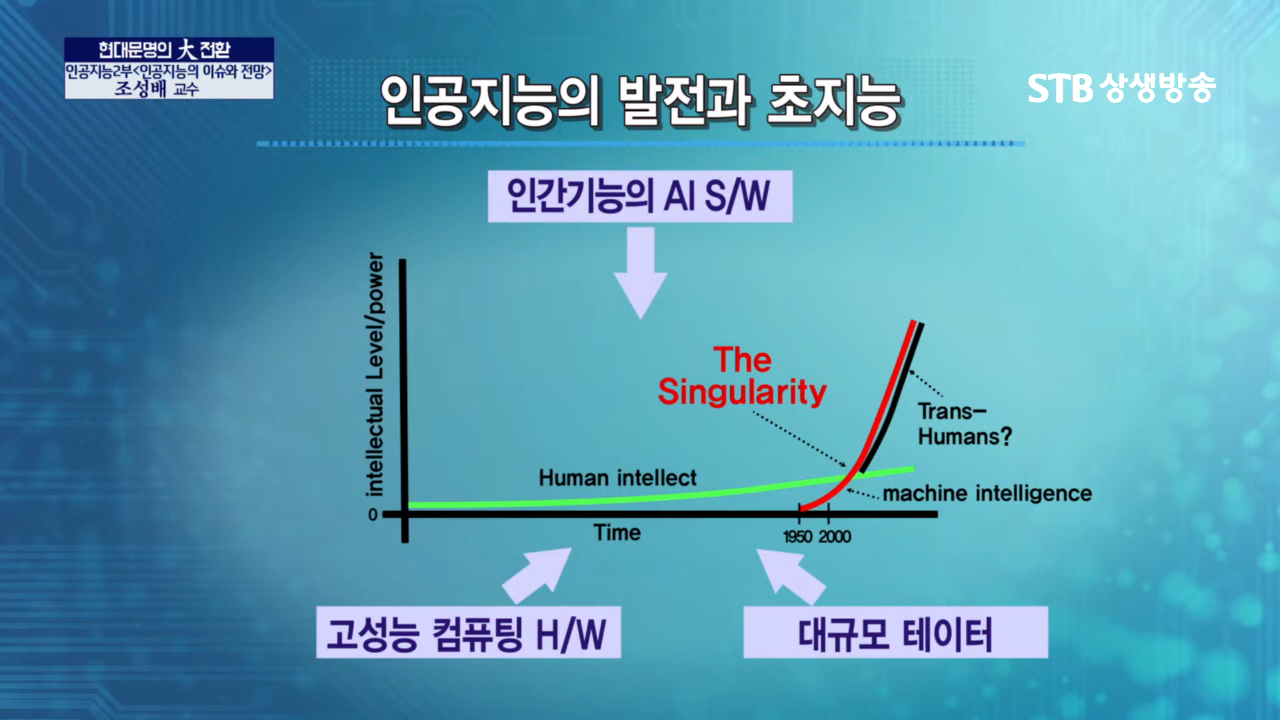 현대문명의 大 전환
인공지능2부<인공지능의 이슈와 전망>
조성배 교수
인공지능의 발전과 초지능
STB 상생방송
인간기능의 AI S/W
intellectual Level/power
The
Singularity
Trans-
Humans?
Human intellect
machine intelligence
0
Time
1950 2000
고성능 컴퓨팅 H/W
대규모 테이터